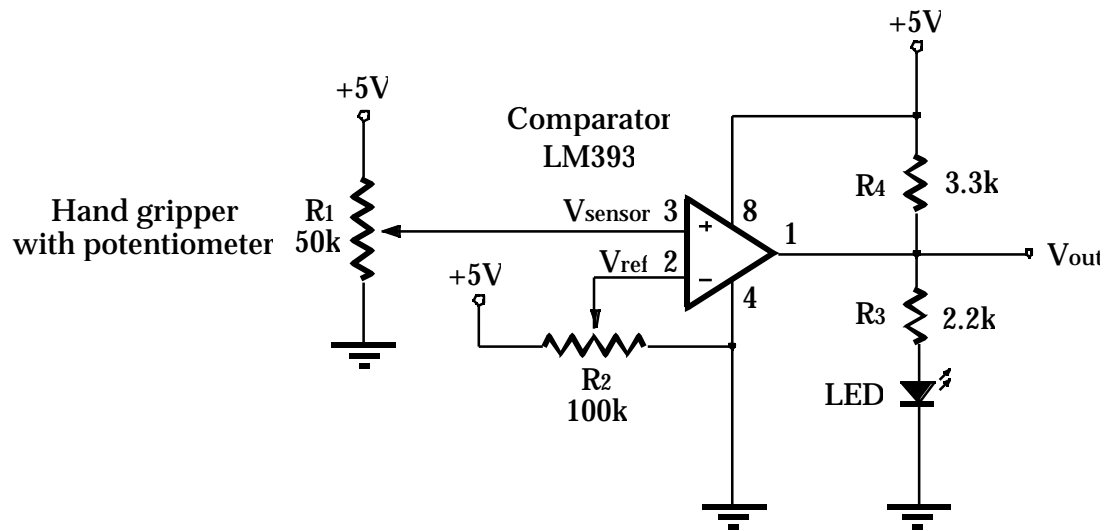 +5V
+5V
Comparator
LM393
R4 3.3k
Hand gripper
with potentiometer
R1
50k
Vsensor 3
8
1
+
Vout
Vref 2
−
4
+5V
R3 2.2k
R2
100k
LED